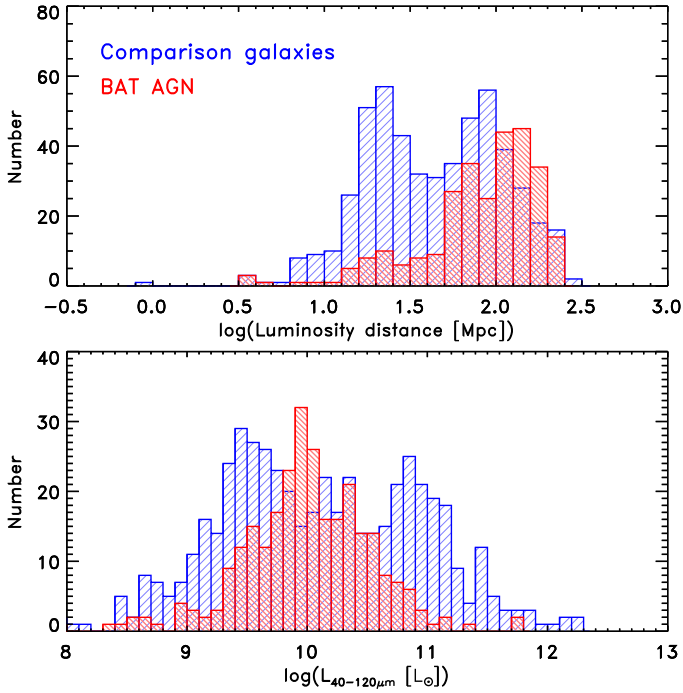 80
60
40
20
0
Number
Comparison galaxies
BAT AGN
−0.5 0.0 0.5 1.0 1.5 2.0 2.5 3.0
log(Luminosity distance [Mpc])
40
30
20
10
0
Number
8 9 10 11 12 13
log(L40−120μm [L⊙])